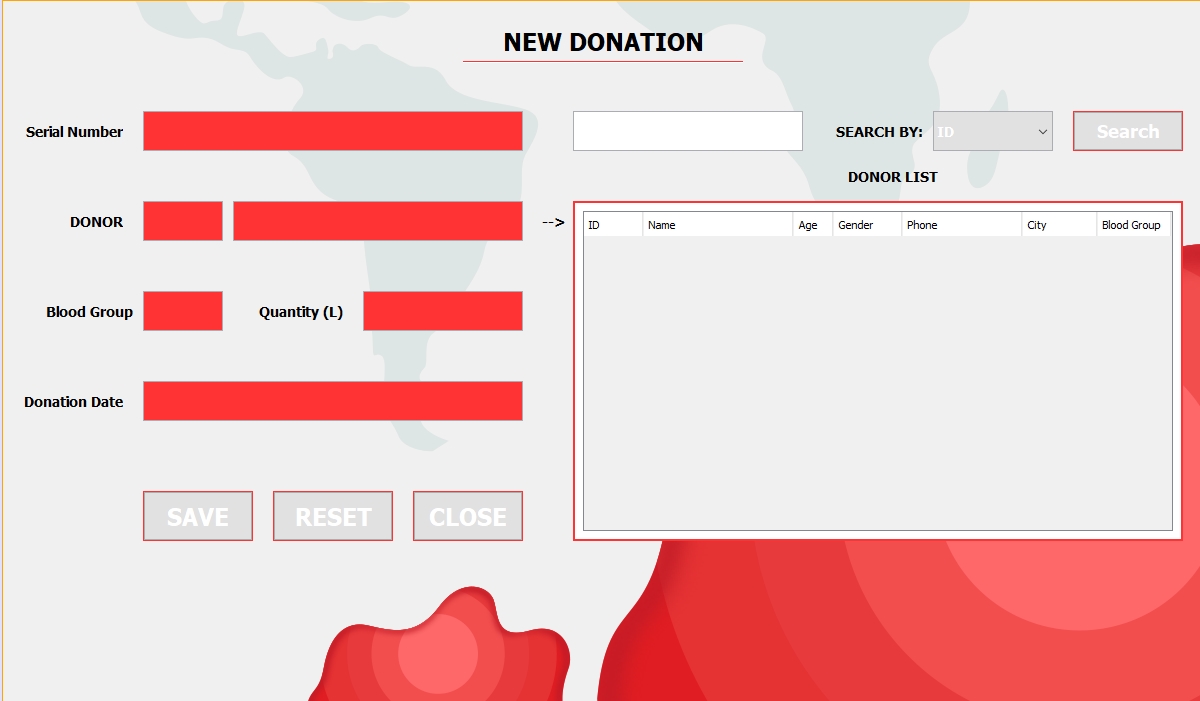 NEW DONATION
Serial Number
SEARCH BY: ID Search
DONOR LIST
DONOR -->
ID Name Age Gender Phone City Blood Group
Blood Group Quantity (L)
Donation Date
SAVE RESET CLOSE